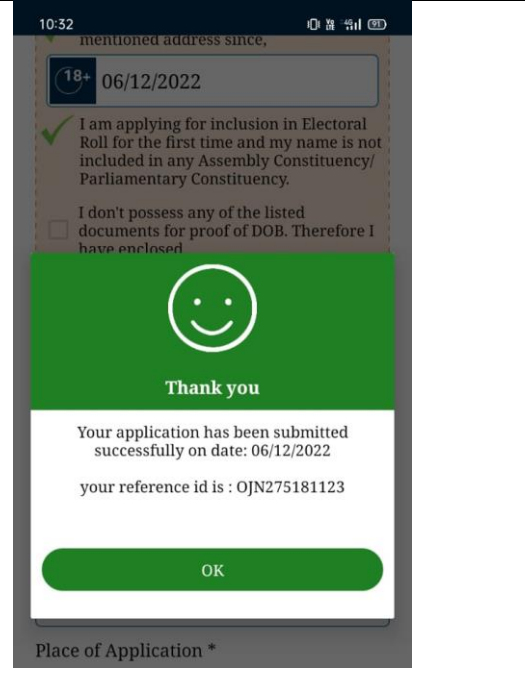 10:32
mentioned address since,
18+ 06/12/2022
I am applying for inclusion in Electoral
Roll for the first time and my name is not
included in any Assembly Constituency/
Parliamentary Constituency.
I don't possess any of the listed
documents for proof of DOB. Therefore I
have enclosed
Thank you
Your application has been submitted
successfully on date: 06/12/2022
your reference id is : OJN275181123
OK
Place of Application *